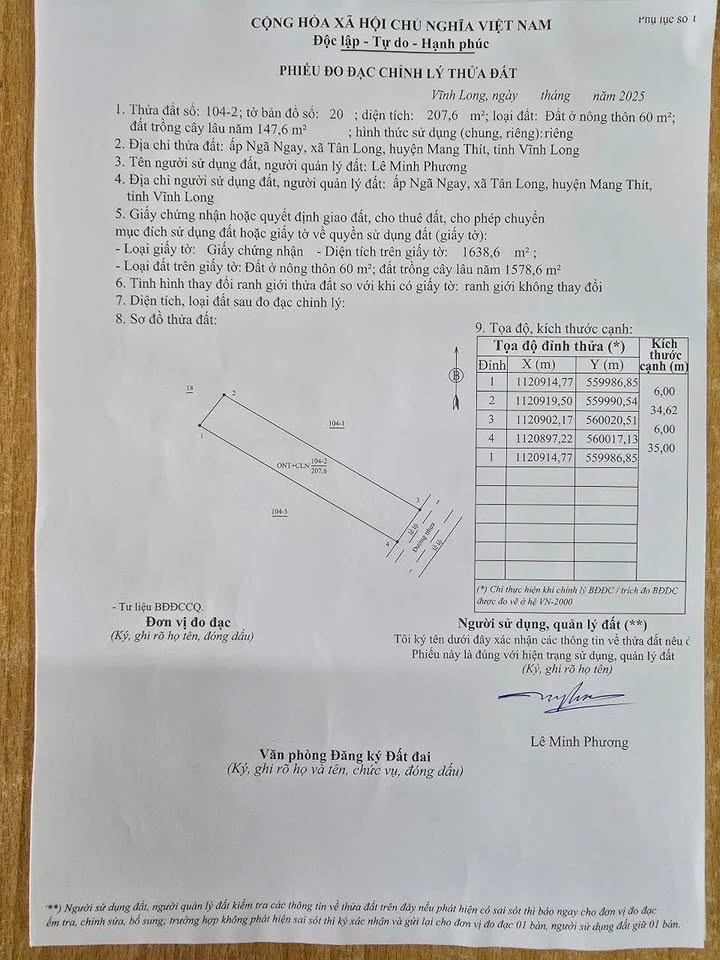 Phụ lục số 1
CỘNG HÒA XÃ HỘI CHỦ NGHĨA VIỆT NAM
Độc lập - Tự do - Hạnh phúc
PHIẾU ĐO ĐẠC CHỈNH LÝ THỬA ĐẤT
Vĩnh Long, ngày tháng năm 2025
1. Thửa đất số: 104-2; tờ bản đồ số: 20 ; diện tích: 207,6 m²; loại đất: Đất ở nông thôn 60 m²;
đất trồng cây lâu năm 147,6 m² ; hình thức sử dụng (chung, riêng): riêng
2. Địa chỉ thửa đất: ấp Ngã Ngay, xã Tân Long, huyện Mang Thít, tỉnh Vĩnh Long
3. Tên người sử dụng đất, người quản lý đất: Lê Minh Phương
4. Địa chỉ người sử dụng đất, người quản lý đất: ấp Ngã Ngay, xã Tân Long, huyện Mang Thít,
tỉnh Vĩnh Long
5. Giấy chứng nhận hoặc quyết định giao đất, cho thuê đất, cho phép chuyển
mục đích sử dụng đất hoặc giấy tờ về quyền sử dụng đất (giấy tờ):
- Loại giấy tờ: Giấy chứng nhận - Diện tích trên giấy tờ: 1638,6 m² ;
- Loại đất trên giấy tờ: Đất ở nông thôn 60 m²; đất trồng cây lâu năm 1578,6 m²
6. Tình hình thay đổi ranh giới thửa đất so với khi có giấy tờ: ranh giới không thay đổi
7. Diện tích, loại đất sau đo đạc chỉnh lý:
8. Sơ đồ thửa đất:
9. Tọa độ, kích thước cạnh:
Tọa độ đỉnh thửa (*) Kích thước cạnh (m)
Đỉnh X (m) Y (m)
1 1120914,77 559986,85
6,00
2 1120919,50 559990,54
34,62
3 1120902,17 560020,51
6,00
4 1120897,22 560017,13
35,00
1 1120914,77 559986,85
(*) Chỉ thực hiện khi chỉnh lý BĐĐC / trích đo BĐĐC
được đo vẽ ở hệ VN-2000
B
18
2
1
104-1
ONT+CLN 104-2
207,6
104-3
3
4
lề lộ
Đường nhựa
lề lộ
- Tư liệu BĐĐCCQ.
Đơn vị đo đạc
(Ký, ghi rõ họ tên, đóng dấu)
Người sử dụng, quản lý đất (**)
Tôi ký tên dưới đây xác nhận các thông tin về thửa đất nêu ở
Phiếu này là đúng với hiện trạng sử dụng, quản lý đất
(Ký, ghi rõ họ tên)
Lê Minh Phương
Văn phòng Đăng ký Đất đai
(Ký, ghi rõ họ và tên, chức vụ, đóng dấu)
(**) Người sử dụng đất, người quản lý đất kiểm tra các thông tin về thửa đất trên đây nếu phát hiện có sai sót thì báo ngay cho đơn vị đo đạc
kiểm tra, chỉnh sửa, bổ sung; trường hợp không phát hiện sai sót thì ký xác nhận và gửi lại cho đơn vị đo đạc 01 bản, người sử dụng đất giữ 01 bản.